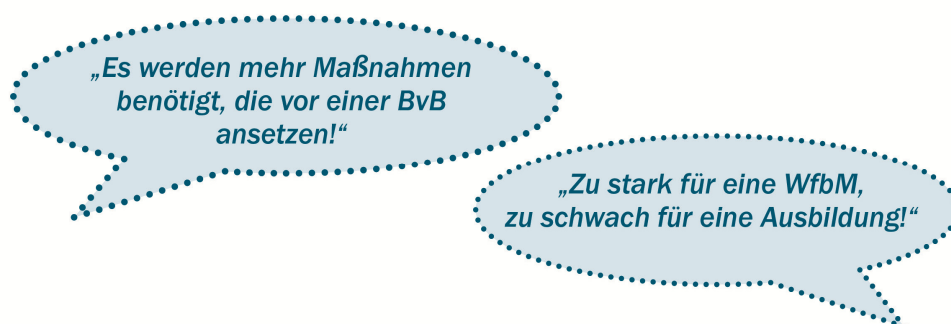 „Es werden mehr Maßnahmen
benötigt, die vor einer BvB
ansetzen!“
„Zu stark für eine WfbM,
zu schwach für eine Ausbildung!“